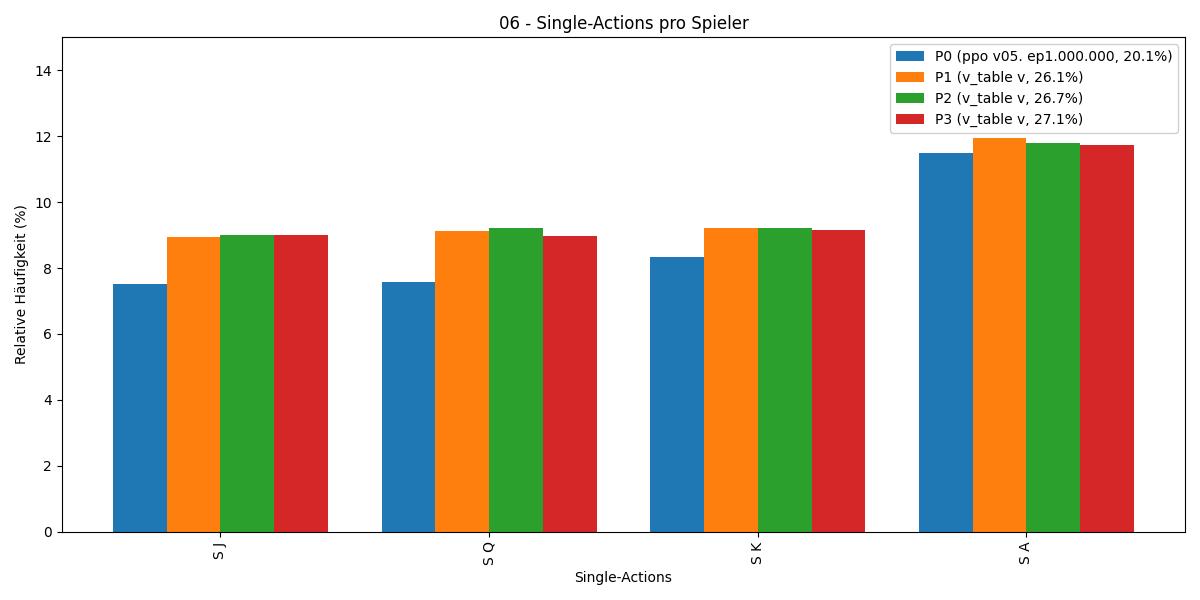 06 - Single-Actions pro Spieler
P0 (ppo v05. ep1.000.000, 20.1%)
P1 (v_table v, 26.1%)
P2 (v_table v, 26.7%)
P3 (v_table v, 27.1%)
Relative Häufigkeit (%)
14
12
10
8
6
4
2
0
S J
S Q
S K
S A
Single-Actions